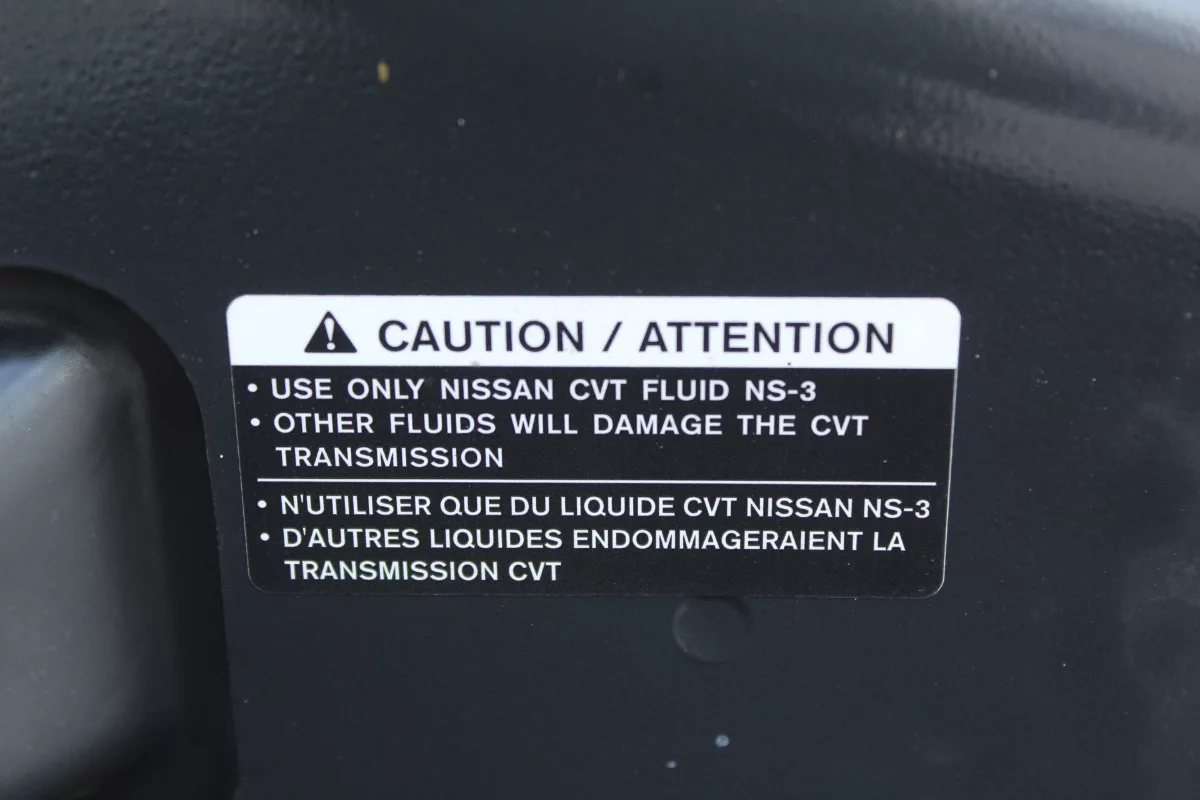 CAUTION / ATTENTION
• USE ONLY NISSAN CVT FLUID NS-3
• OTHER FLUIDS WILL DAMAGE THE CVT
TRANSMISSION
• N'UTILISER QUE DU LIQUIDE CVT NISSAN NS-3
• D'AUTRES LIQUIDES ENDOMMAGERAIENT LA
TRANSMISSION CVT